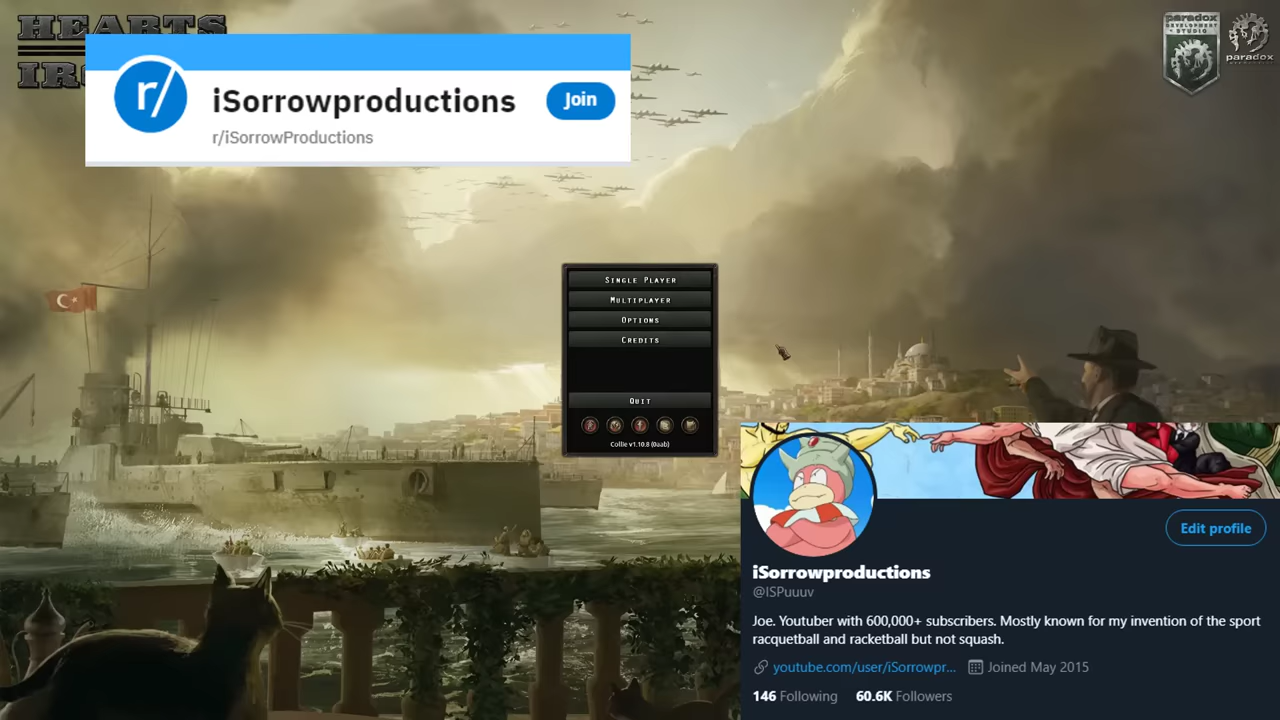 HEARTS
IR
paradox
DEVELOPMENT
STUDIO
paradox
r/
iSorrowproductions
Join
r/iSorrowProductions
Single Player
Multiplayer
Options
Credits
Quit
Collie v1.10.8 (0aab)
Edit profile
iSorrowproductions
@ISPuuuv
Joe. Youtuber with 600,000+ subscribers. Mostly known for my invention of the sport
racquetball and racketball but not squash.
youtube.com/user/iSorrowpr... Joined May 2015
146 Following 60.6K Followers